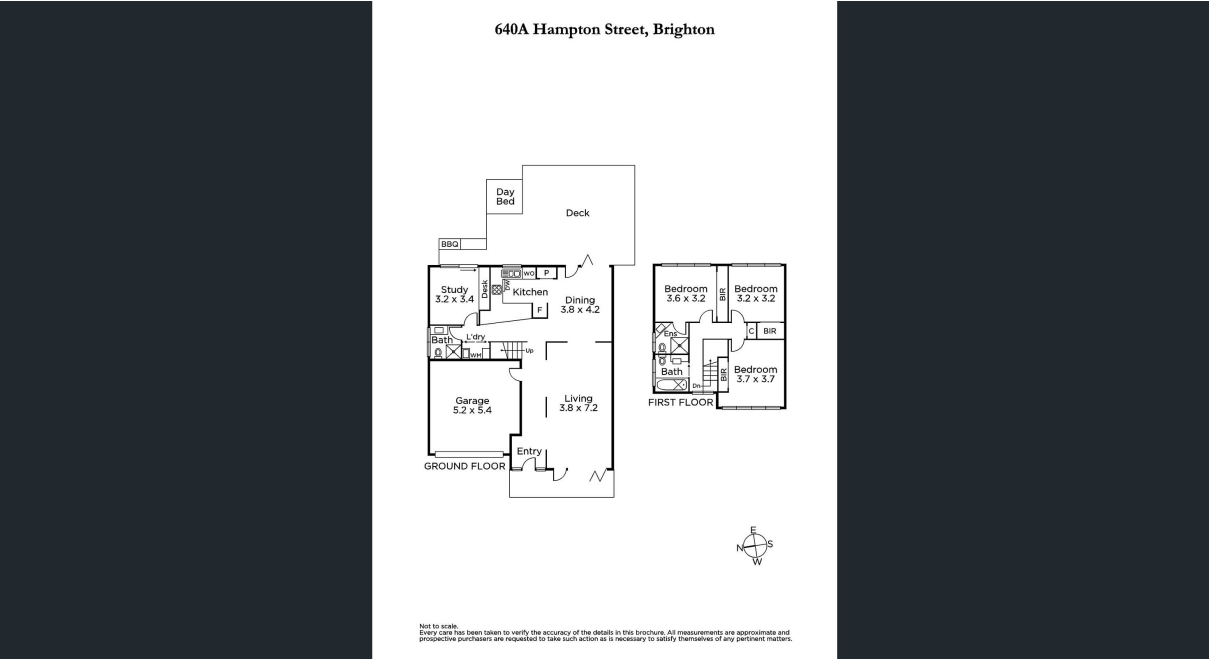 640A Hampton Street, Brighton
Day
Bed
Deck
BBQ
Study
3.2 x 3.4
Desk
WO
P
DW
Kitchen
F
Dining
3.8 x 4.2
Bath
L'dry
WM
Up
Garage
5.2 x 5.4
Living
3.8 x 7.2
Entry
GROUND FLOOR
Bedroom
3.6 x 3.2
BIR
Bedroom
3.2 x 3.2
Ens
C
BIR
Bath
Dn
BIR
Bedroom
3.7 x 3.7
FIRST FLOOR
E
N
S
W
Not to scale.
Every care has been taken to verify the accuracy of the details in this brochure. All measurements are approximate and
prospective purchasers are requested to take such action as is necessary to satisfy themselves of any pertinent matters.